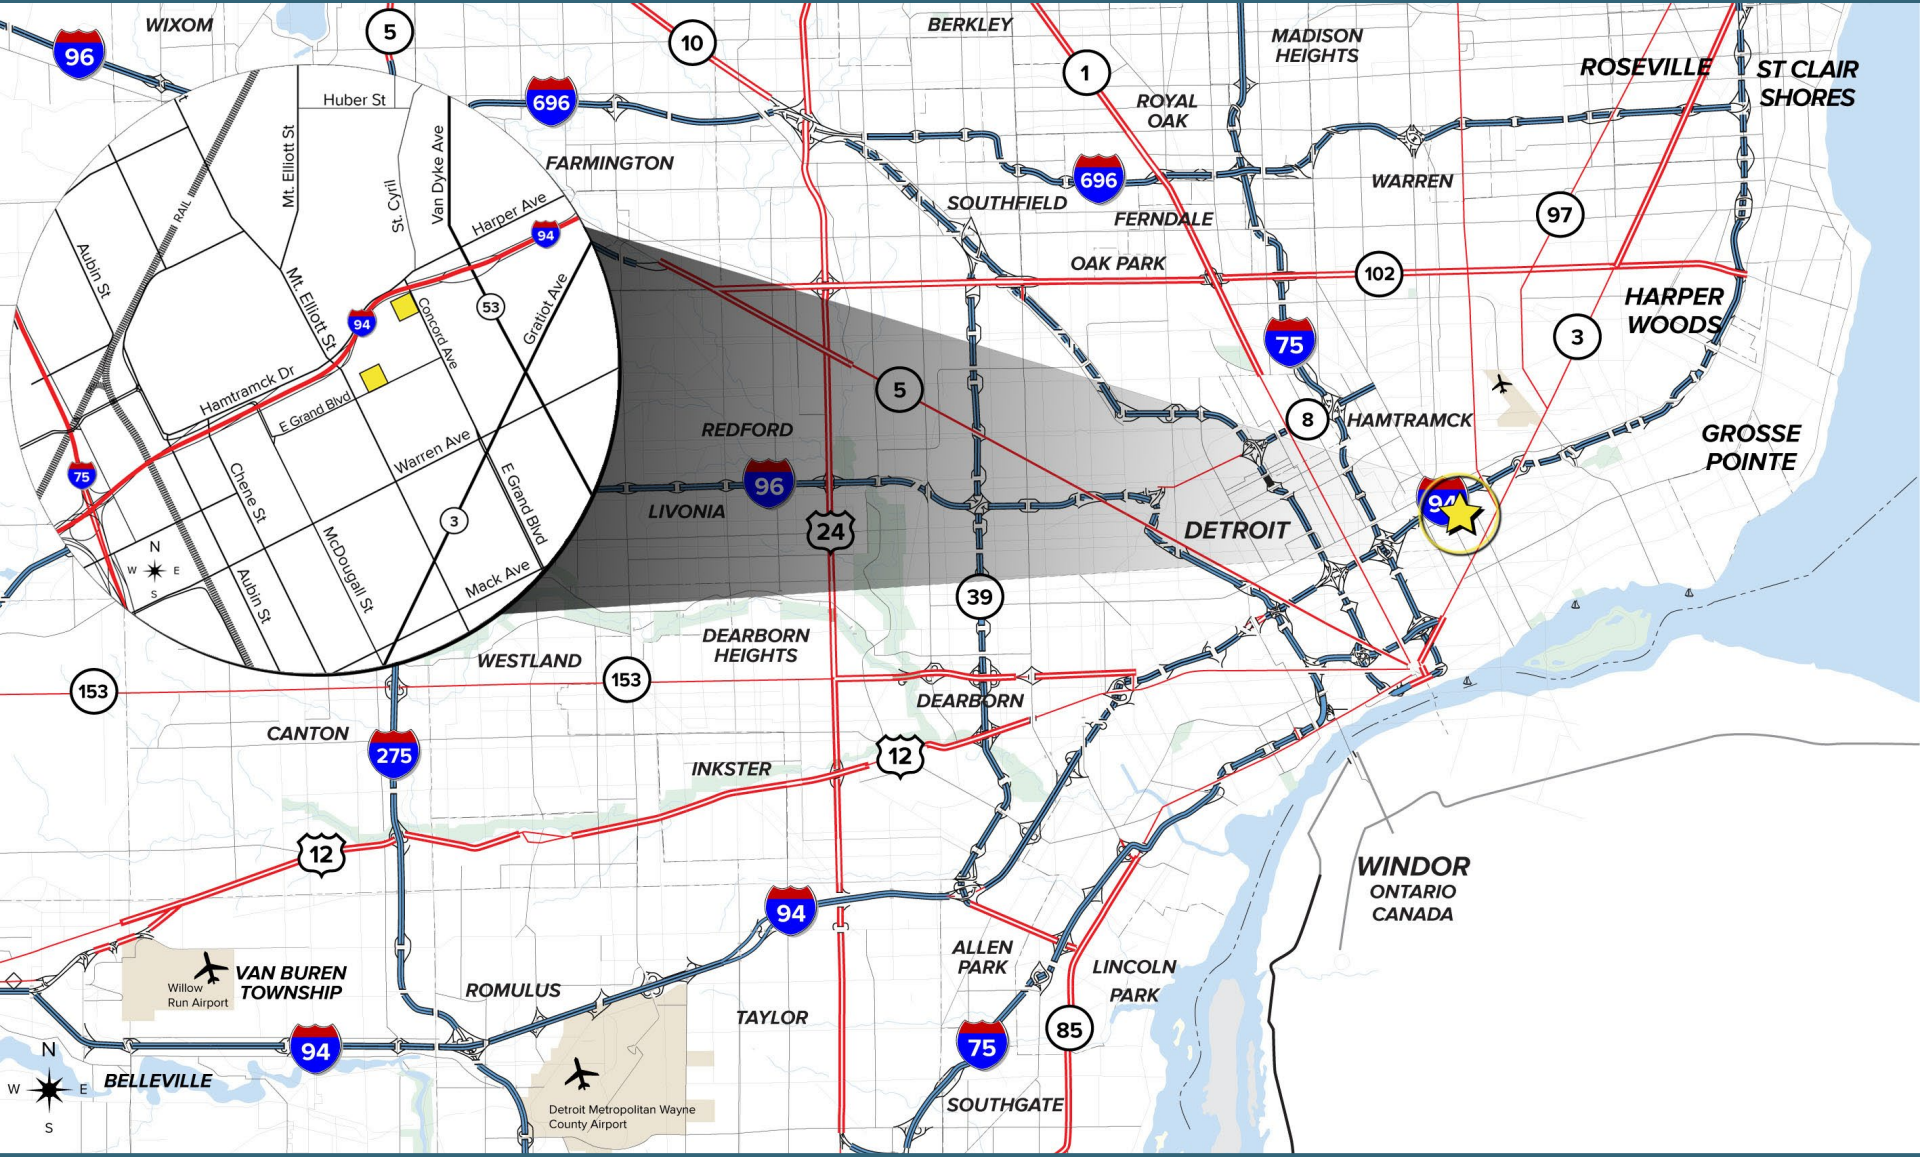 WIXOM
5
10
BERKLEY
1
MADISON
HEIGHTS
96
ROSEVILLE
ST CLAIR
SHORES
696
ROYAL
OAK
FARMINGTON
696
SOUTHFIELD
FERNDALE
WARREN
97
OAK PARK
102
HARPER
WOODS
3
75
5
8
HAMTRAMCK
REDFORD
GROSSE
POINTE
96
LIVONIA
24
DETROIT
94
39
Huber St
Mt. Elliott St
St. Cyril
Van Dyke Ave
Harper Ave
94
RAIL
Aubin St
Mt. Elliott St
53
Gratiot Ave
94
Concord Ave
Hamtramck Dr
E Grand Blvd
Warren Ave
75
Chene St
E Grand Blvd
3
McDougall St
Mack Ave
Aubin St
N
W
E
S
DEARBORN
HEIGHTS
WESTLAND
153
153
DEARBORN
CANTON
275
12
INKSTER
12
WINDOR
ONTARIO
CANADA
94
ALLEN
PARK
LINCOLN
PARK
Willow
Run Airport
VAN BUREN
TOWNSHIP
ROMULUS
TAYLOR
85
75
94
N
W
E
S
BELLEVILLE
Detroit Metropolitan Wayne
County Airport
SOUTHGATE